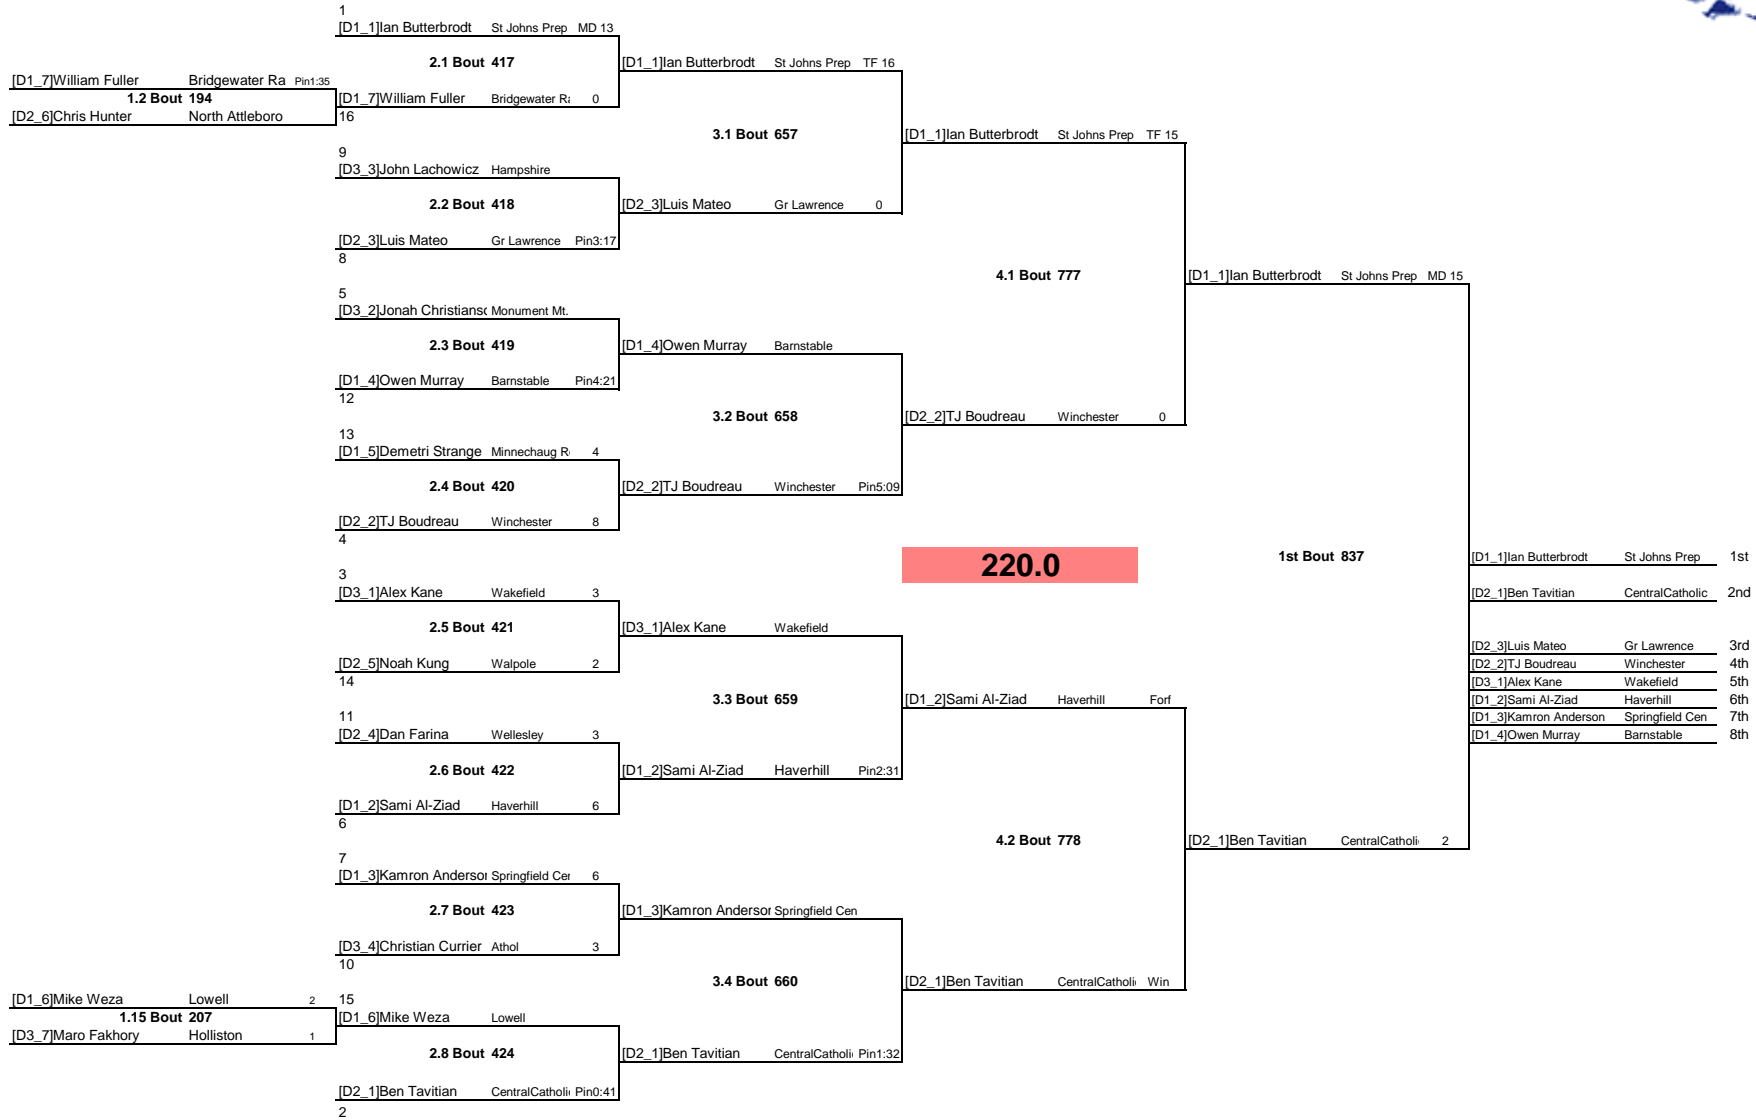 1
[D1_1]Ian Butterbrodt St Johns Prep MD 13
2.1 Bout 417
[D1_7]William Fuller Bridgewater Ra Pin1:35
1.2 Bout 194
[D2_6]Chris Hunter North Attleboro
[D1_7]William Fuller Bridgewater Ra 0
16
[D1_1]Ian Butterbrodt St Johns Prep TF 16
3.1 Bout 657
9
[D3_3]John Lachowicz Hampshire
2.2 Bout 418
[D2_3]Luis Mateo Gr Lawrence Pin3:17
8
[D2_3]Luis Mateo Gr Lawrence 0
[D1_1]Ian Butterbrodt St Johns Prep TF 15
4.1 Bout 777
5
[D3_2]Jonah Christianso Monument Mt.
2.3 Bout 419
[D1_4]Owen Murray Barnstable Pin4:21
12
[D1_4]Owen Murray Barnstable
3.2 Bout 658
13
[D1_5]Demetri Strange Minnechaug R 4
2.4 Bout 420
[D2_2]TJ Boudreau Winchester 8
4
[D2_2]TJ Boudreau Winchester Pin5:09
[D2_2]TJ Boudreau Winchester 0
[D1_1]Ian Butterbrodt St Johns Prep MD 15
220.0
1st Bout 837
3
[D3_1]Alex Kane Wakefield 3
2.5 Bout 421
[D2_5]Noah Kung Walpole 2
14
[D3_1]Alex Kane Wakefield
3.3 Bout 659
11
[D2_4]Dan Farina Wellesley 3
2.6 Bout 422
[D1_2]Sami Al-Ziad Haverhill 6
6
[D1_2]Sami Al-Ziad Haverhill Pin2:31
[D1_2]Sami Al-Ziad Haverhill Forf
4.2 Bout 778
7
[D1_3]Kamron Anderson Springfield Cen 6
2.7 Bout 423
[D3_4]Christian Currier Athol 3
10
[D1_3]Kamron Anderson Springfield Cen
3.4 Bout 660
[D1_6]Mike Weza Lowell 2
1.15 Bout 207
[D3_7]Maro Fakhory Holliston 1
15
[D1_6]Mike Weza Lowell
2.8 Bout 424
[D2_1]Ben Tavitian CentralCatholi Pin0:41
2
[D2_1]Ben Tavitian CentralCatholi Pin1:32
[D2_1]Ben Tavitian CentralCatholi Win
[D2_1]Ben Tavitian CentralCatholi 2
[D1_1]Ian Butterbrodt St Johns Prep 1st
[D2_1]Ben Tavitian CentralCatholic 2nd
[D2_3]Luis Mateo Gr Lawrence 3rd
[D2_2]TJ Boudreau Winchester 4th
[D3_1]Alex Kane Wakefield 5th
[D1_2]Sami Al-Ziad Haverhill 6th
[D1_3]Kamron Anderson Springfield Cen 7th
[D1_4]Owen Murray Barnstable 8th